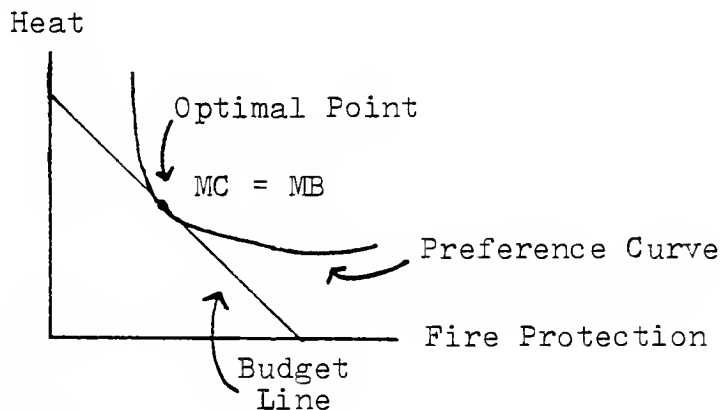 Heat
Optimal Point
MC = MB
Preference Curve
Fire Protection
Budget
Line